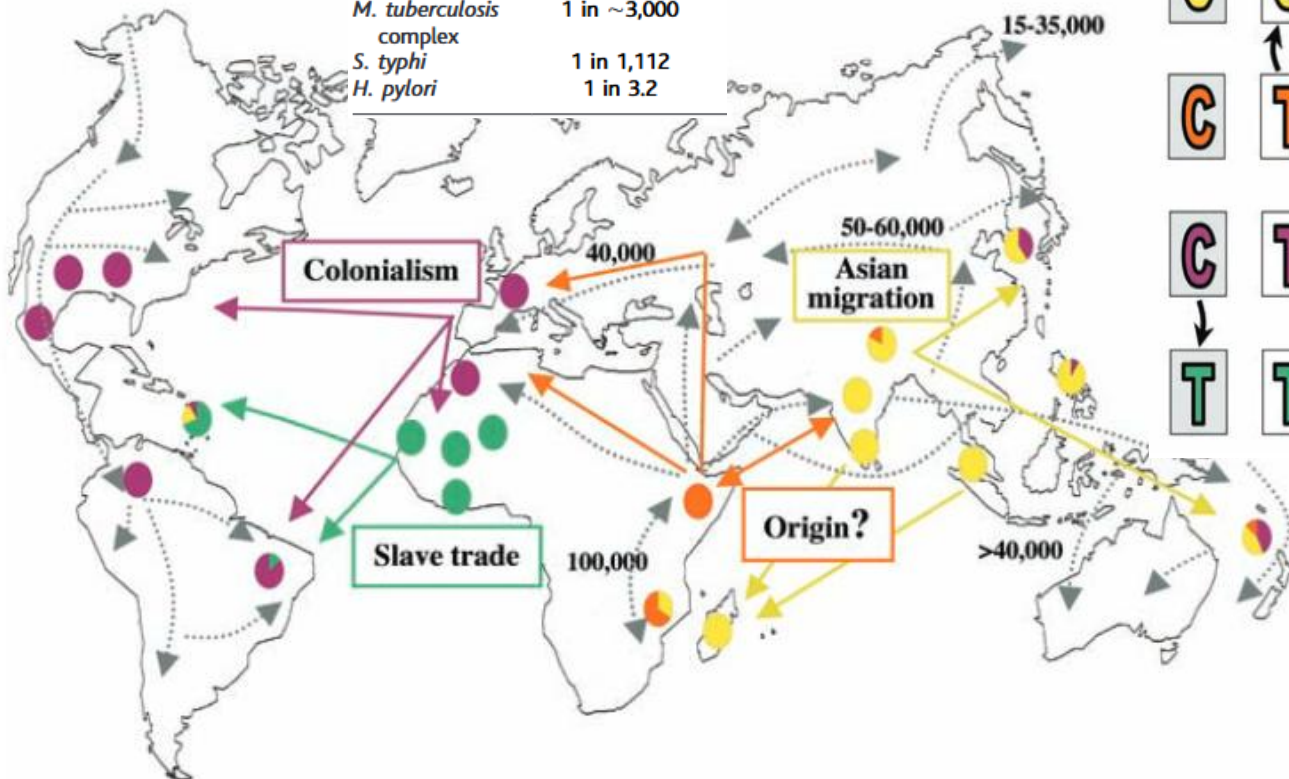 M. tuberculosis 1 in ~3,000
complex
S. typhi 1 in 1,112
H. pylori 1 in 3.2
15-35,000
C
T
50-60,000
40,000
Colonialism
Asian
migration
C
T
T
T
Origin?
Slave trade
100,000
>40,000